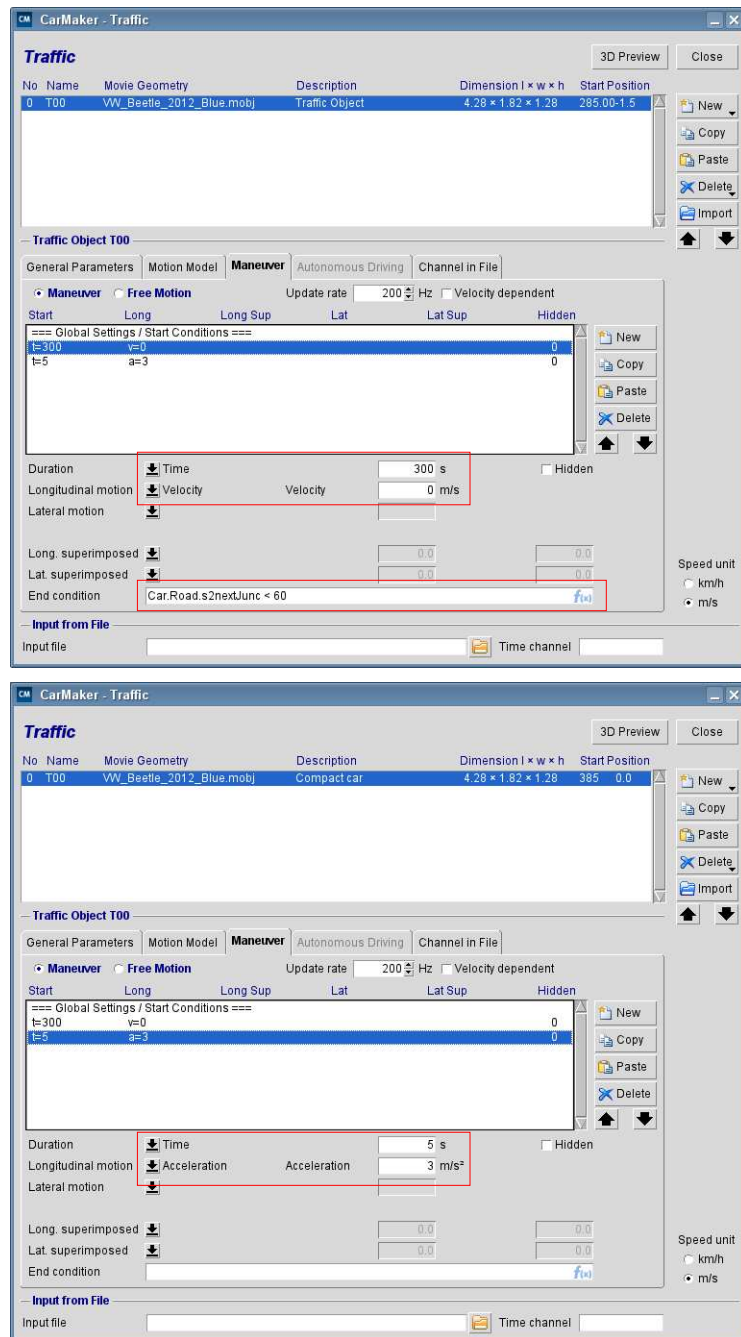 CM CarMaker - Traffic
Traffic 3D Preview Close
No Name Movie Geometry Description Dimension l × w × h Start Position
0 T00 VW_Beetle_2012_Blue.mobj Traffic Object 4.28 × 1.82 × 1.28 285.00-1.5
New
Copy
Paste
Delete
Import
Traffic Object T00
General Parameters Motion Model Maneuver Autonomous Driving Channel in File
Maneuver Free Motion Update rate 200 Hz Velocity dependent
Start Long Long Sup Lat Lat Sup Hidden
=== Global Settings / Start Conditions ===
t=300 v=0 0
t=5 a=3 0
New
Copy
Paste
Delete
Duration Time 300 s Hidden
Longitudinal motion Velocity Velocity 0 m/s
Lateral motion
Long. superimposed 0.0 0.0
Lat. superimposed 0.0 0.0
End condition Car.Road.s2nextJunc < 60 f(x)
Speed unit
km/h
m/s
Input from File
Input file Time channel
CM CarMaker - Traffic
Traffic 3D Preview Close
No Name Movie Geometry Description Dimension l × w × h Start Position
0 T00 VW_Beetle_2012_Blue.mobj Compact car 4.28 × 1.82 × 1.28 385 0.0
New
Copy
Paste
Delete
Import
Traffic Object T00
General Parameters Motion Model Maneuver Autonomous Driving Channel in File
Maneuver Free Motion Update rate 200 Hz Velocity dependent
Start Long Long Sup Lat Lat Sup Hidden
=== Global Settings / Start Conditions ===
t=300 v=0 0
t=5 a=3 0
New
Copy
Paste
Delete
Duration Time 5 s Hidden
Longitudinal motion Acceleration Acceleration 3 m/s²
Lateral motion
Long. superimposed 0.0 0.0
Lat. superimposed 0.0 0.0
End condition f(x)
Speed unit
km/h
m/s
Input from File
Input file Time channel